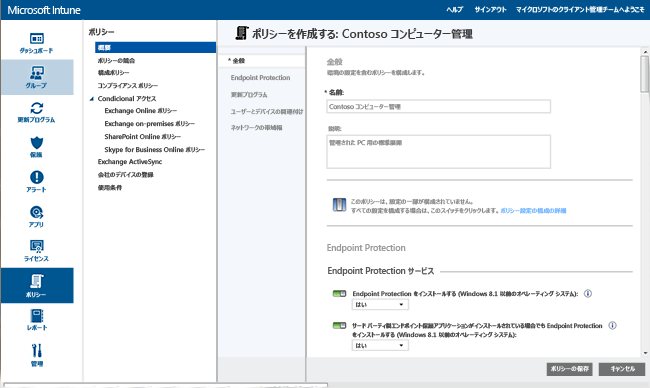 Microsoft Intune
ヘルプ サインアウト マイクロソフトのクライアント管理チームへようこそ
ダッシュボード
グループ
更新プログラム
保護
アラート
アプリ
ライセンス
ポリシー
レポート
管理
ポリシー
概要
ポリシーの競合
構成ポリシー
コンプライアンス ポリシー
Condicional アクセス
Exchange Online ポリシー
Exchange on-premises ポリシー
SharePoint Online ポリシー
Skype for Business Online ポリシー
Exchange ActiveSync
会社のデバイスの登録
使用条件
ポリシーを作成する: Contoso コンピューター管理
* 全般
Endpoint Protection
更新プログラム
ユーザーとデバイスの関連付け
ネットワークの帯域幅
全般
環境の設定を含むポリシーを構成します。
* 名前:
Contoso コンピューター管理
説明:
管理された PC 用の標準展開
このポリシーは、設定の一部が構成されていません。
すべての設定を構成する場合は、このスイッチをクリックします。 ポリシー設定の構成の詳細
Endpoint Protection
Endpoint Protection サービス
Endpoint Protection をインストールする (Windows 8.1 以前のオペレーティング システム):
はい
サード パーティ製エンドポイント保護アプリケーションがインストールされている場合でも Endpoint Protection
をインストールする (Windows 8.1 以前のオペレーティング システム):
はい
ポリシーの保存 キャンセル